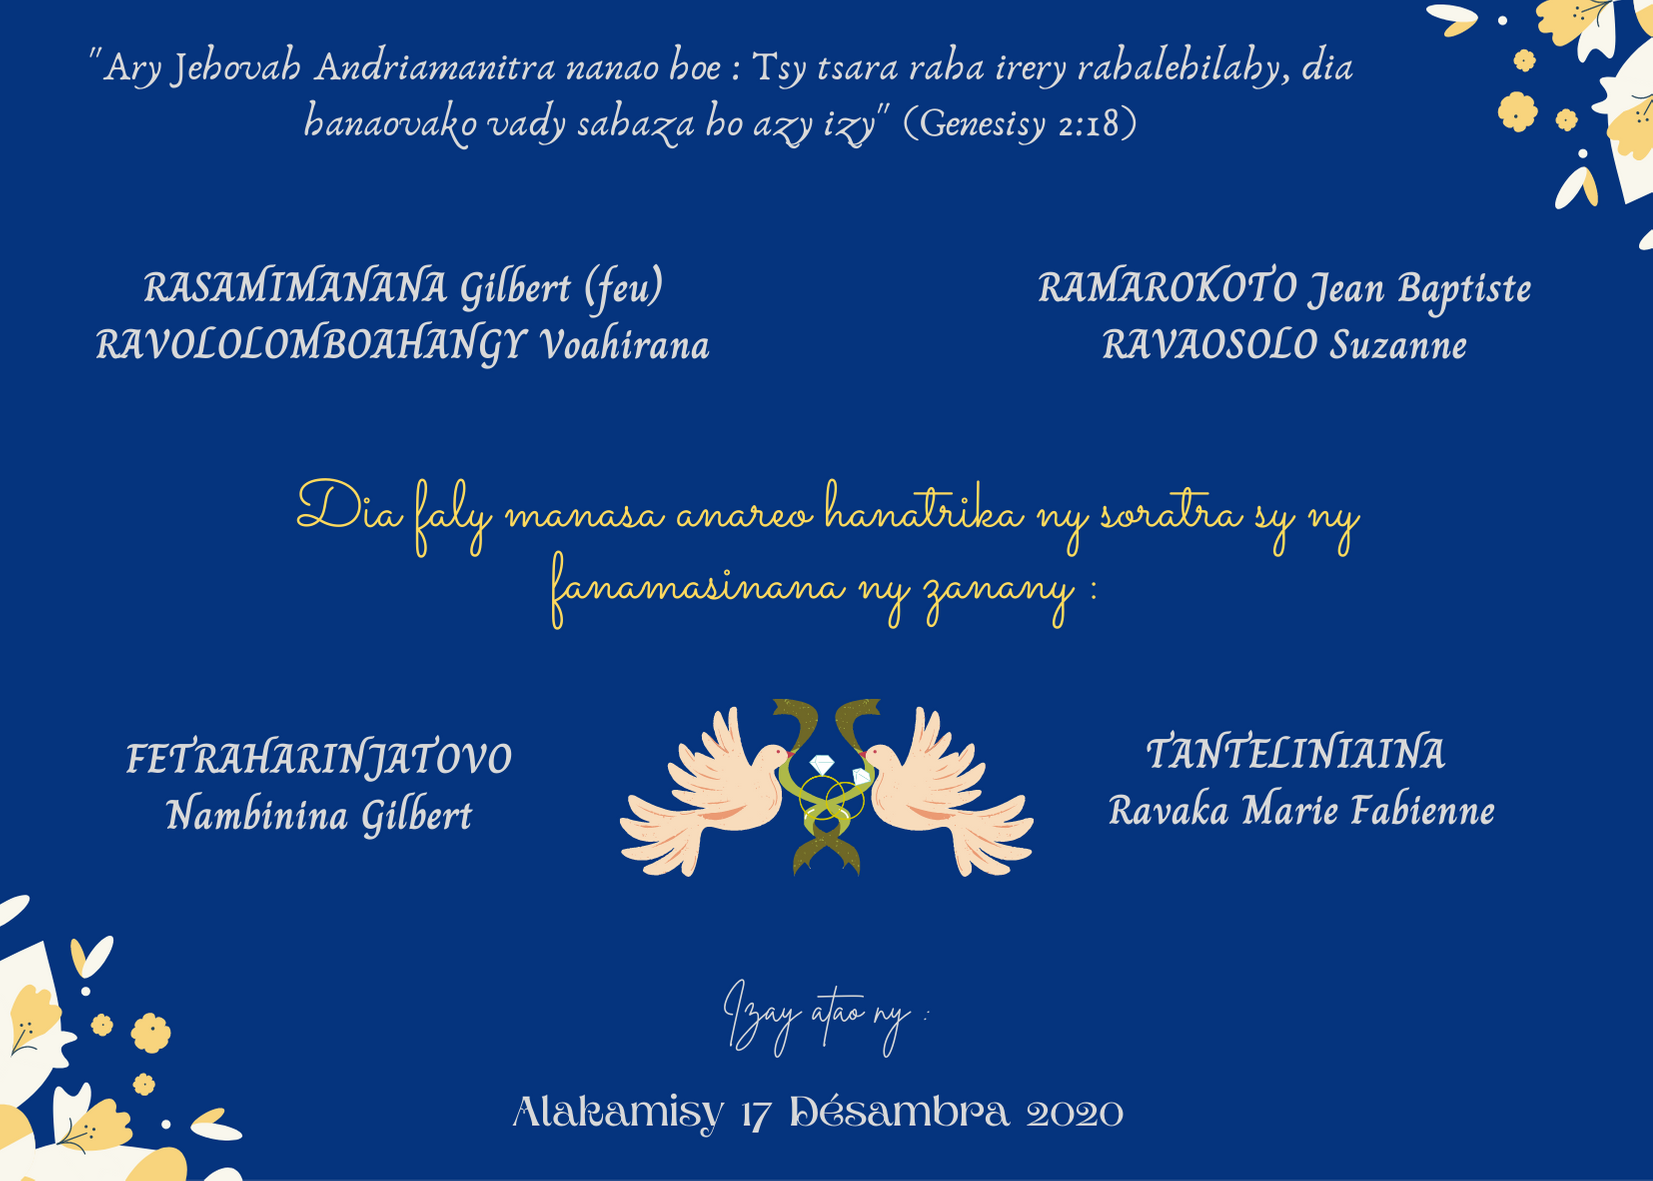 "Ary Jehovah Andriamanitra nanao hoe : Tsy tsara raha irery rahalehilahy, dia
hanaovako vady sahaza ho azy izy" (Genesisy 2:18)
RASAMIMANANA Gilbert (feu)
RAVOLOLOMBOAHANGY Voahirana
RAMAROKOTO Jean Baptiste
RAVAOSOLO Suzanne
Dia faly manasa anareo hanatrika ny soratra sy ny
fanamasinana ny zanany :
FETRAHARINJATOVO
Nambinina Gilbert
TANTELINIAINA
Ravaka Marie Fabienne
Izay atao ny :
Alakamisy 17 Désambra 2020